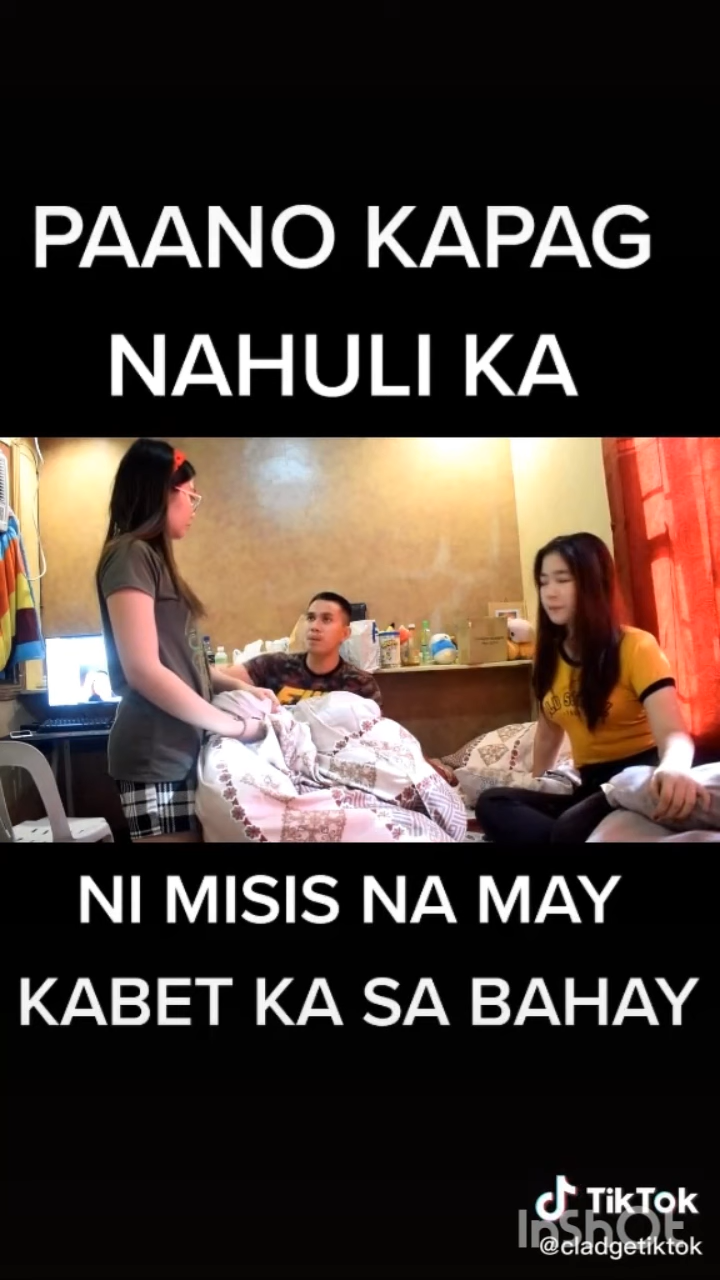 PAANO KAPAG
NAHULI KA
NI MISIS NA MAY
KABET KA SA BAHAY
TikTok
InShOt
@cladgetiktok